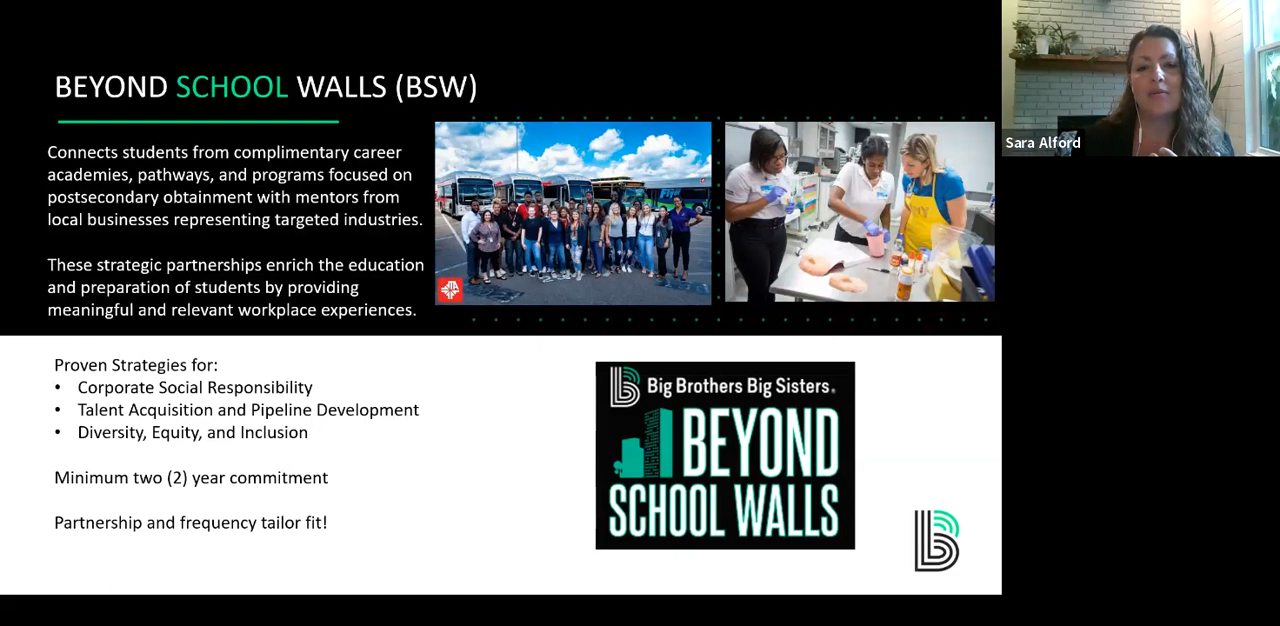 BEYOND SCHOOL WALLS (BSW)
Connects students from complimentary career
academies, pathways, and programs focused on
postsecondary obtainment with mentors from
local businesses representing targeted industries.
These strategic partnerships enrich the education
and preparation of students by providing
meaningful and relevant workplace experiences.
Proven Strategies for:
• Corporate Social Responsibility
• Talent Acquisition and Pipeline Development
• Diversity, Equity, and Inclusion
Minimum two (2) year commitment
Partnership and frequency tailor fit!
Big Brothers Big Sisters®
BEYOND
SCHOOL WALLS
Sara Alford